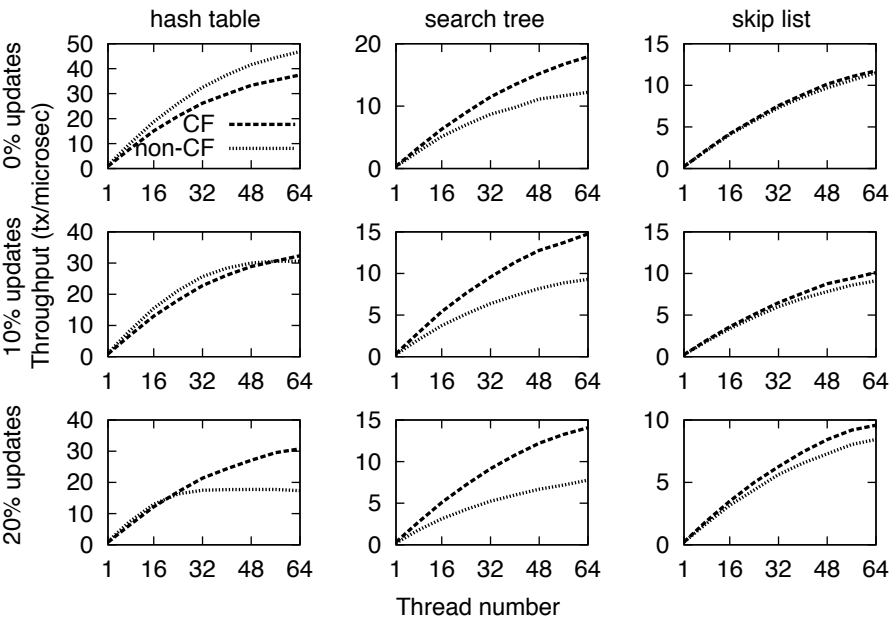 hash table
search tree
skip list
0% updates
10% updates
20% updates
Throughput (tx/microsec)
50
40
30
20
10
0
CF
non-CF
1 16 32 48 64
20
10
0
1 16 32 48 64
15
10
5
0
1 16 32 48 64
40
30
20
10
0
1 16 32 48 64
15
10
5
0
1 16 32 48 64
15
10
5
0
1 16 32 48 64
40
30
20
10
0
1 16 32 48 64
15
10
5
0
1 16 32 48 64
10
5
0
1 16 32 48 64
Thread number